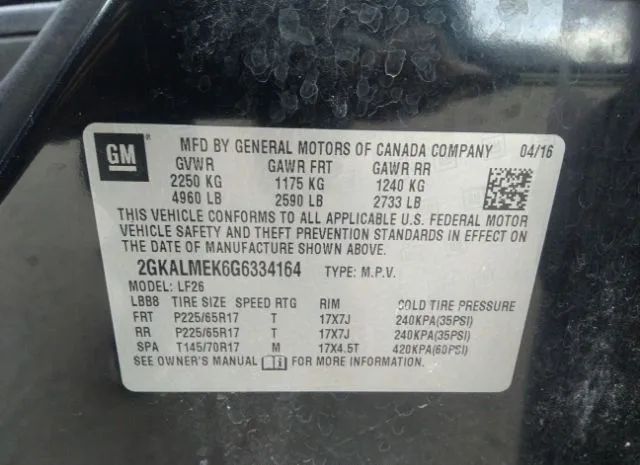 GM
MFD BY GENERAL MOTORS OF CANADA COMPANY 04/16
GVWR GAWR FRT GAWR RR
2250 KG 1175 KG 1240 KG
4960 LB 2590 LB 2733 LB
THIS VEHICLE CONFORMS TO ALL APPLICABLE U.S. FEDERAL MOTOR
VEHICLE SAFETY AND THEFT PREVENTION STANDARDS IN EFFECT ON
THE DATE OF MANUFACTURE SHOWN ABOVE.
2GKALMEK6G6334164 TYPE: M.P.V.
MODEL: LF26
LBB8 TIRE SIZE SPEED RTG RIM COLD TIRE PRESSURE
FRT P225/65R17 T 17X7J 240KPA(35PSI)
RR P225/65R17 T 17X7J 240KPA(35PSI)
SPA T145/70R17 M 17X4.5T 420KPA(60PSI)
SEE OWNER'S MANUAL FOR MORE INFORMATION.